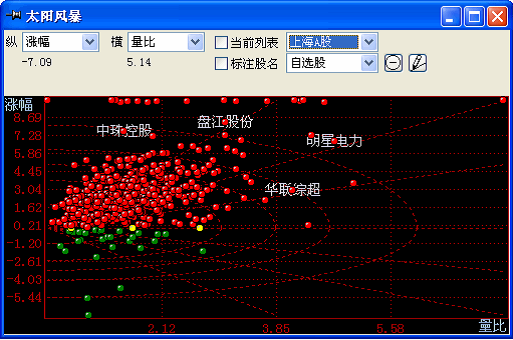 太阳风暴
纵 涨幅 横 量比 当前列表 上海A股
-7.09 5.14 标注股名 自选股
涨幅
8.69
7.28
5.86
4.45
3.04
1.62
0.21
-1.20
-2.61
-4.03
-5.44
中珠控股
盘江股份
明星电力
华联综超
2.12 3.85 5.58 量比